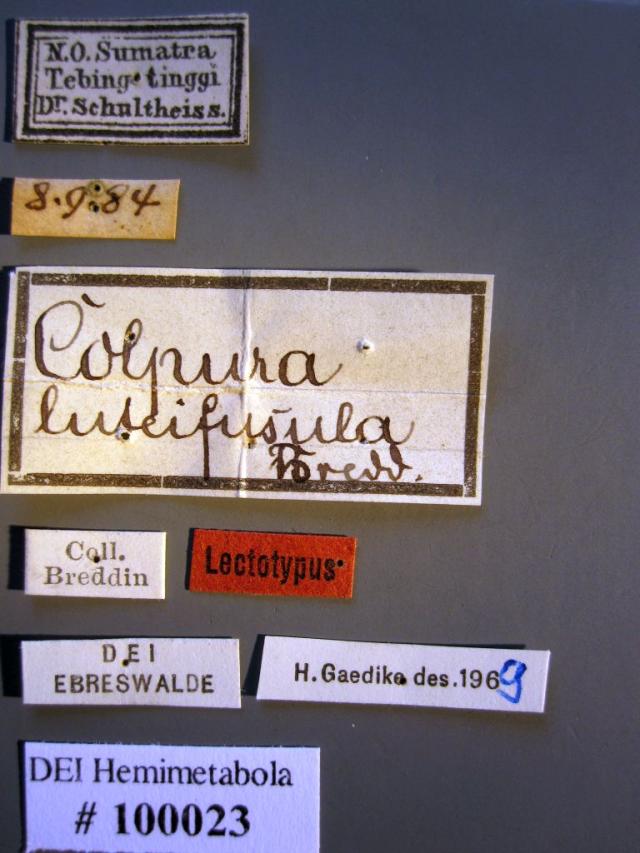 N.O. Sumatra
Tebing-tinggi
Dr. Schultheiss.
8.9.84
Colpura
luteifusula
Bredd.
Coll.
Breddin
Lectotypus
DEI
EBRESWALDE
H. Gaedike des. 1969
DEI Hemimetabola
# 100023